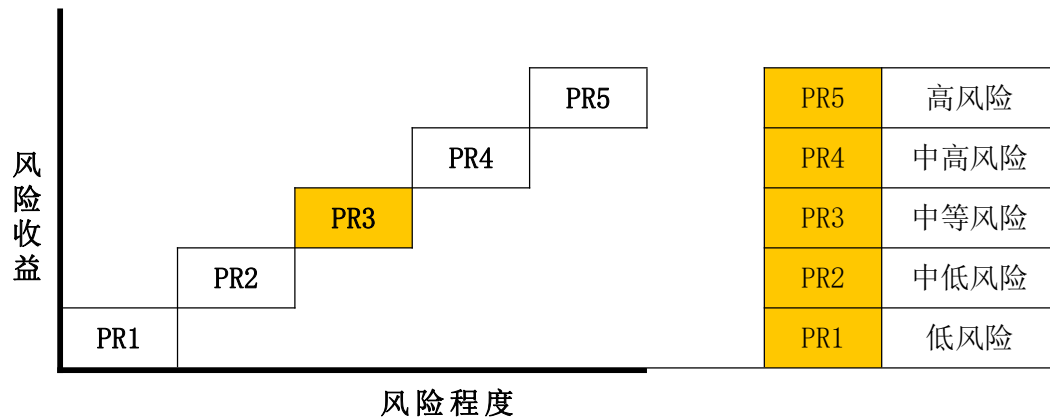 风险收益
PR5
PR4
PR3
PR2
PR1
风险程度
PR5 高风险
PR4 中高风险
PR3 中等风险
PR2 中低风险
PR1 低风险